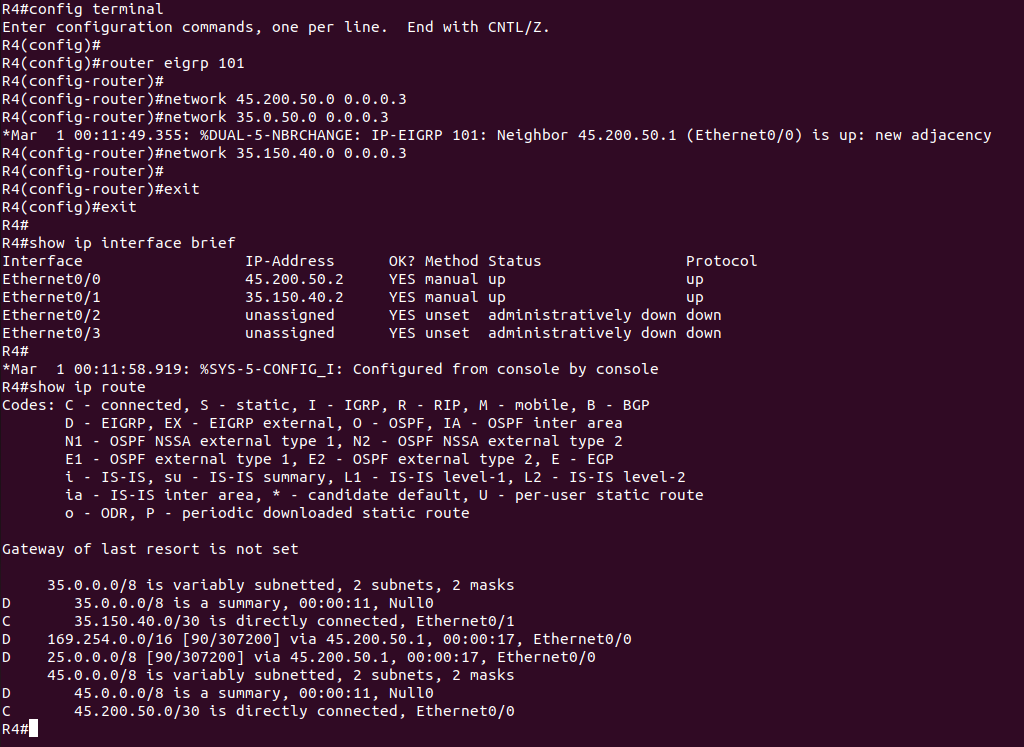 R4#config terminal
Enter configuration commands, one per line.  End with CNTL/Z.
R4(config)#
R4(config)#router eigrp 101
R4(config-router)#
R4(config-router)#network 45.200.50.0 0.0.0.3
R4(config-router)#network 35.0.50.0 0.0.0.3
*Mar  1 00:11:49.355: %DUAL-5-NBRCHANGE: IP-EIGRP 101: Neighbor 45.200.50.1 (Ethernet0/0) is up: new adjacency
R4(config-router)#network 35.150.40.0 0.0.0.3
R4(config-router)#
R4(config-router)#exit
R4(config)#exit
R4#
R4#show ip interface brief
Interface                  IP-Address      OK? Method Status                Protocol
Ethernet0/0                45.200.50.2     YES manual up                    up
Ethernet0/1                35.150.40.2     YES manual up                    up
Ethernet0/2                unassigned      YES unset  administratively down down
Ethernet0/3                unassigned      YES unset  administratively down down
R4#
*Mar  1 00:11:58.919: %SYS-5-CONFIG_I: Configured from console by console
R4#show ip route
Codes: C - connected, S - static, I - IGRP, R - RIP, M - mobile, B - BGP
       D - EIGRP, EX - EIGRP external, O - OSPF, IA - OSPF inter area
       N1 - OSPF NSSA external type 1, N2 - OSPF NSSA external type 2
       E1 - OSPF external type 1, E2 - OSPF external type 2, E - EGP
       i - IS-IS, su - IS-IS summary, L1 - IS-IS level-1, L2 - IS-IS level-2
       ia - IS-IS inter area, * - candidate default, U - per-user static route
       o - ODR, P - periodic downloaded static route

Gateway of last resort is not set

     35.0.0.0/8 is variably subnetted, 2 subnets, 2 masks
D       35.0.0.0/8 is a summary, 00:00:11, Null0
C       35.150.40.0/30 is directly connected, Ethernet0/1
D    169.254.0.0/16 [90/307200] via 45.200.50.1, 00:00:17, Ethernet0/0
D    25.0.0.0/8 [90/307200] via 45.200.50.1, 00:00:17, Ethernet0/0
     45.0.0.0/8 is variably subnetted, 2 subnets, 2 masks
D       45.0.0.0/8 is a summary, 00:00:11, Null0
C       45.200.50.0/30 is directly connected, Ethernet0/0
R4#